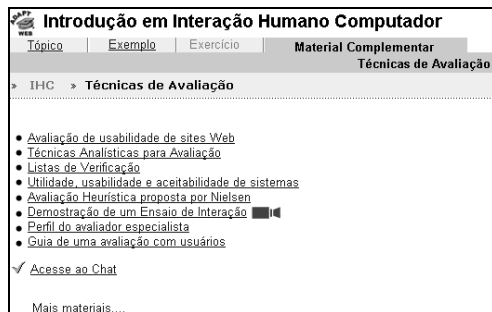 ADAPT
WEB
Introdução em Interação Humano Computador
Tópico Exemplo Exercício Material Complementar
Técnicas de Avaliação
» IHC » Técnicas de Avaliação
• Avaliação de usabilidade de sites Web
• Técnicas Analísticas para Avaliação
• Listas de Verificação
• Utilidade, usabilidade e aceitabilidade de sistemas
• Avaliação Heurística proposta por Nielsen
• Demostração de um Ensaio de Interação
• Perfil do avaliador especialista
• Guia de uma avaliação com usuários
✓ Acesse ao Chat
Mais materiais....